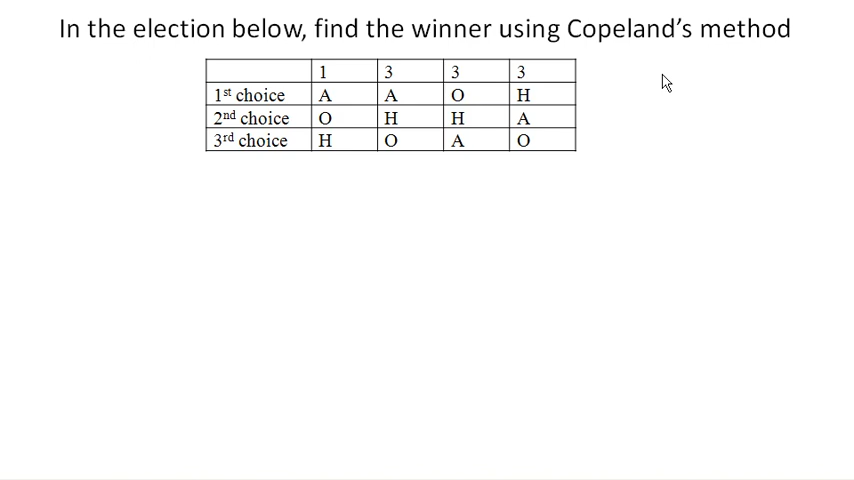 In the election below, find the winner using Copeland’s method
1 3 3 3
1st choice A A O H
2nd choice O H H A
3rd choice H O A O